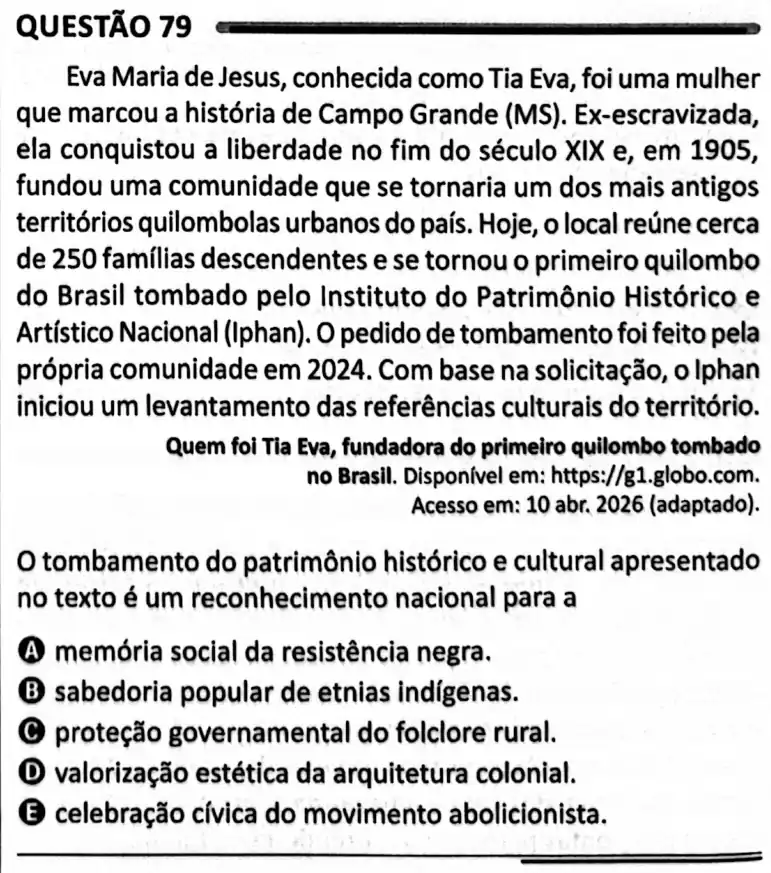 QUESTÃO 79
Eva Maria de Jesus, conhecida como Tia Eva, foi uma mulher
que marcou a história de Campo Grande (MS). Ex-escravizada,
ela conquistou a liberdade no fim do século XIX e, em 1905,
fundou uma comunidade que se tornaria um dos mais antigos
territórios quilombolas urbanos do país. Hoje, o local reúne cerca
de 250 famílias descendentes e se tornou o primeiro quilombo
do Brasil tombado pelo Instituto do Patrimônio Histórico e
Artístico Nacional (Iphan). O pedido de tombamento foi feito pela
própria comunidade em 2024. Com base na solicitação, o Iphan
iniciou um levantamento das referências culturais do território.
Quem foi Tia Eva, fundadora do primeiro quilombo tombado
no Brasil. Disponível em: https://g1.globo.com.
Acesso em: 10 abr. 2026 (adaptado).
O tombamento do patrimônio histórico e cultural apresentado
no texto é um reconhecimento nacional para a
A memória social da resistência negra.
B sabedoria popular de etnias indígenas.
C proteção governamental do folclore rural.
D valorização estética da arquitetura colonial.
E celebração cívica do movimento abolicionista.